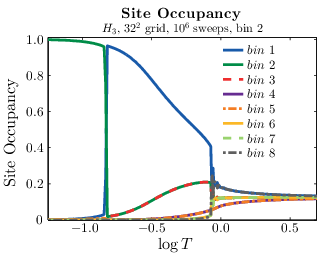 Site Occupancy
H₃, 32² grid, 10⁶ sweeps, bin 2
Site Occupancy
1.0
0.8
0.6
0.4
0.2
0
bin 1
bin 2
bin 3
bin 4
bin 5
bin 6
bin 7
bin 8
−1.0 −0.5 0.0 0.5
log T